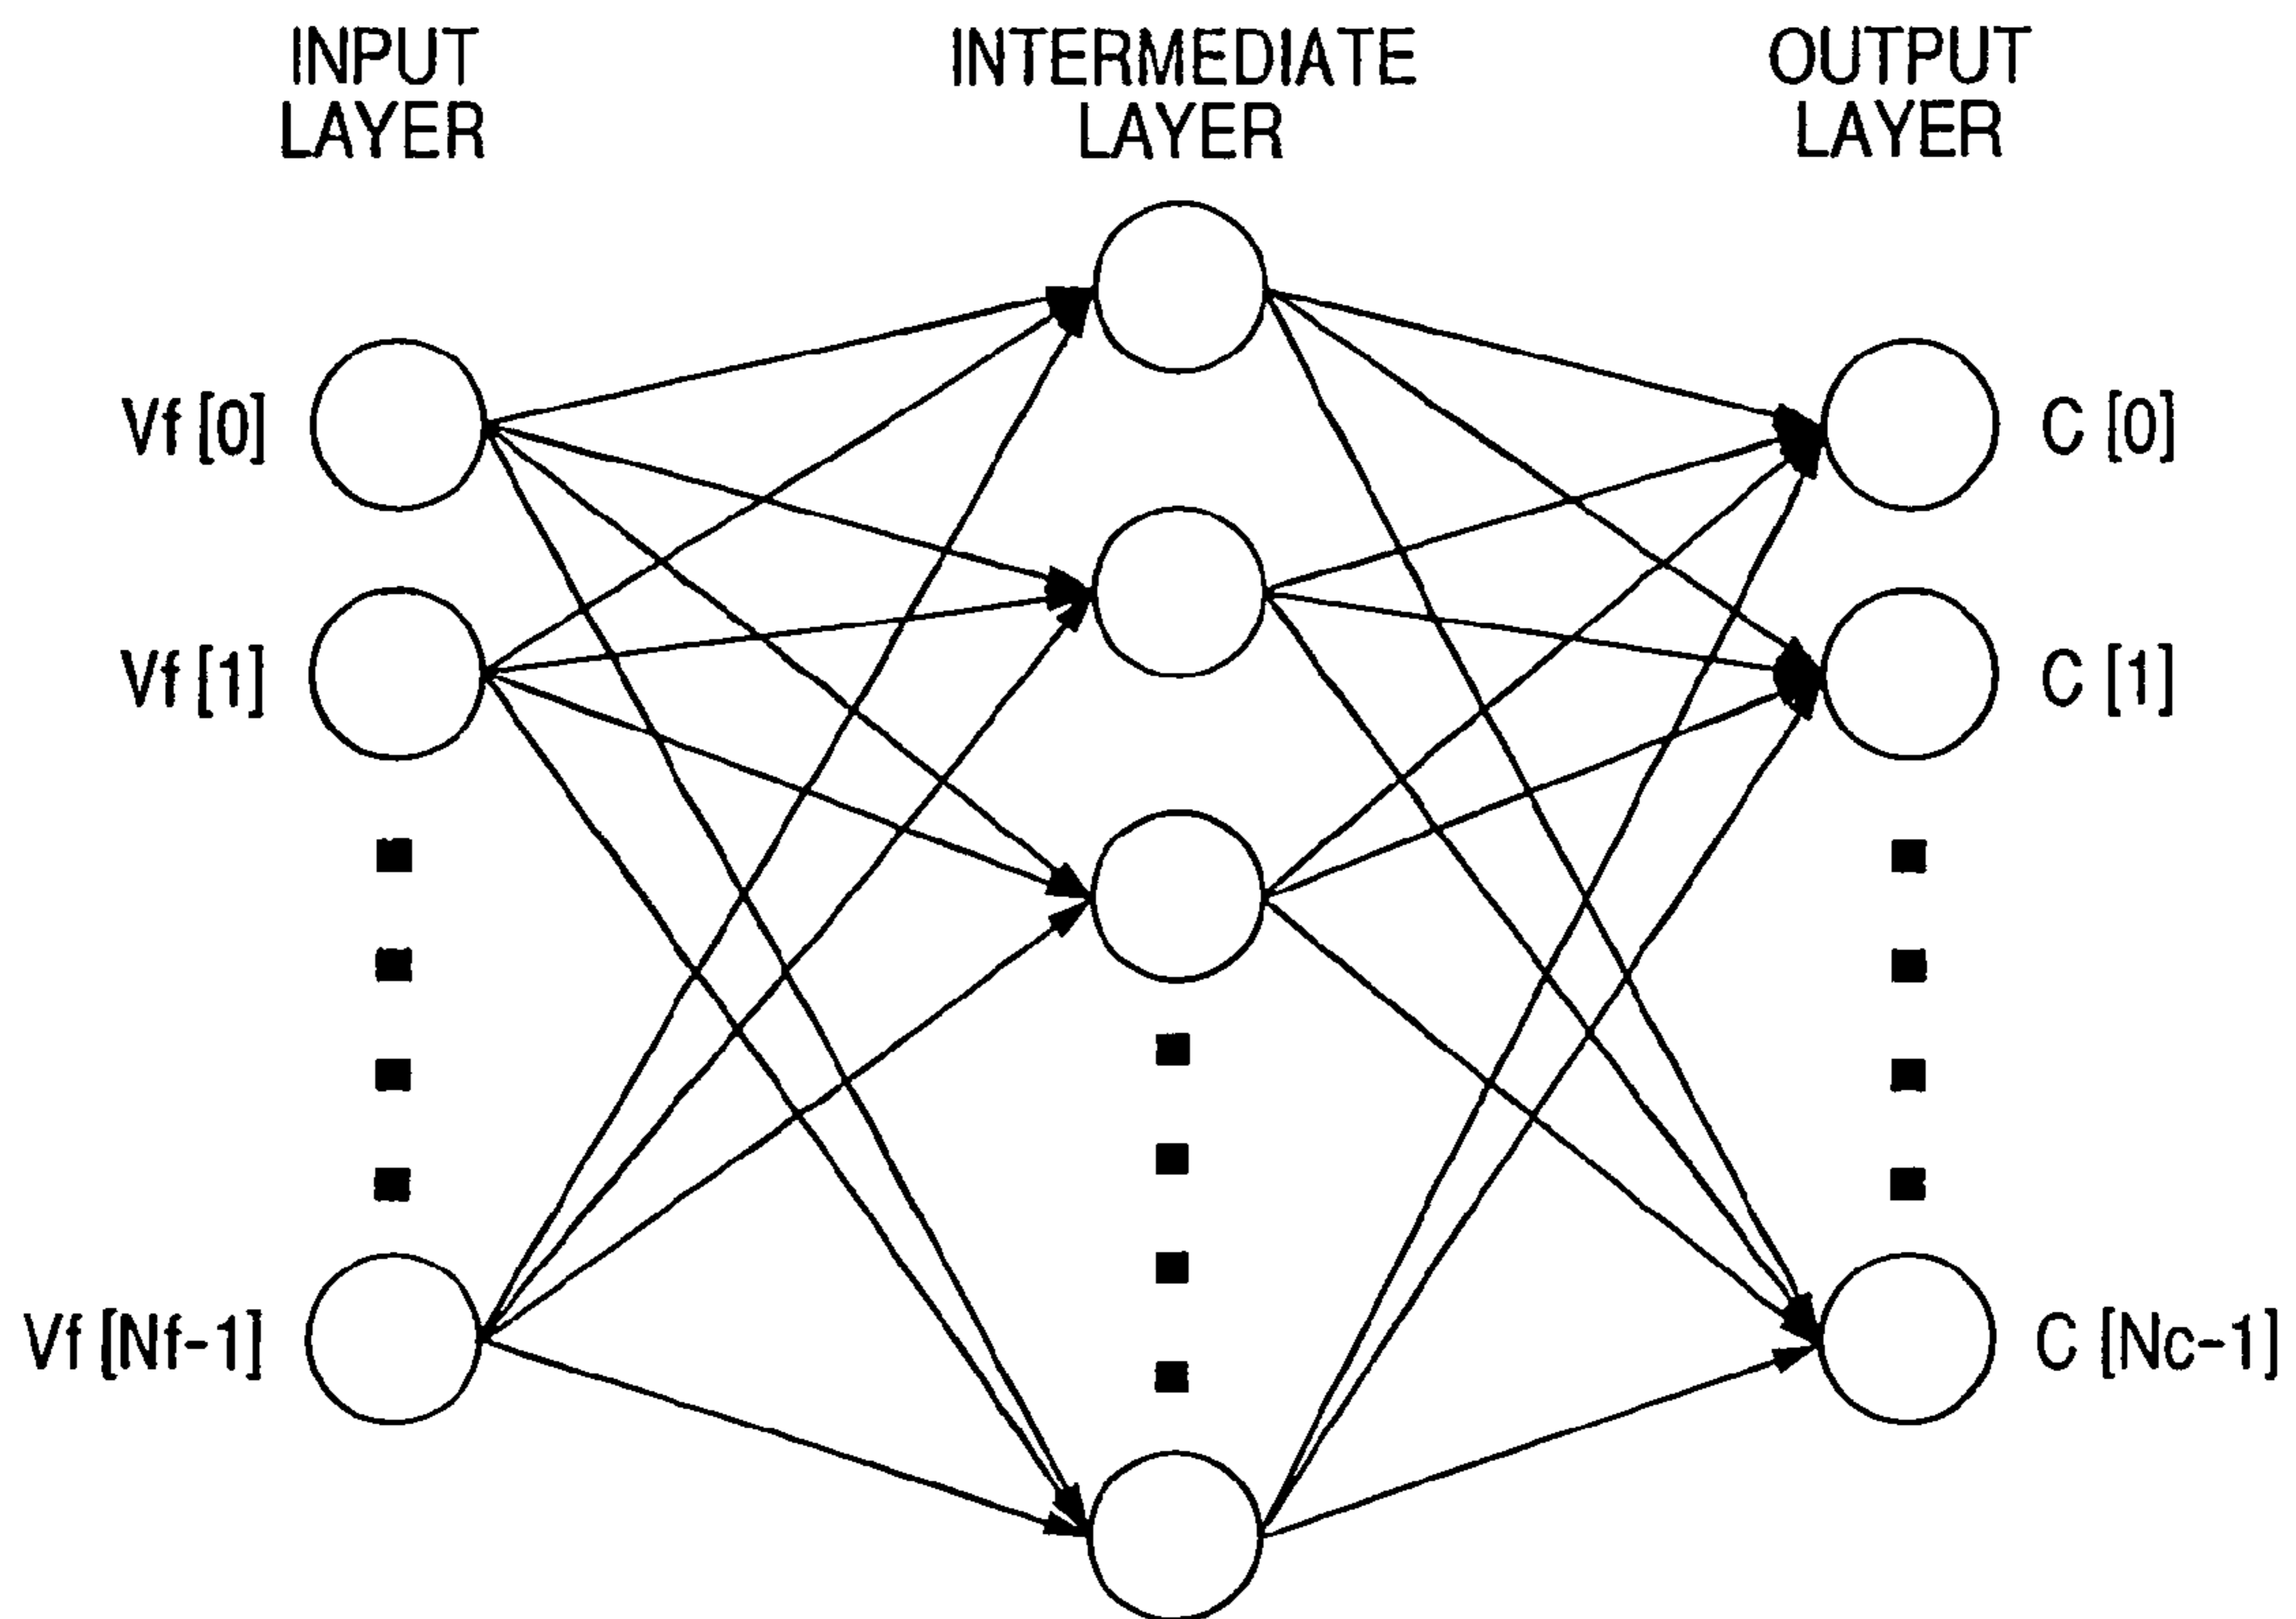 INPUT
LAYER
INTERMEDIATE
LAYER
OUTPUT
LAYER
Vf [0]
C [0]
Vf [1]
C [1]
Vf [Nf-1]
C [Nc-1]